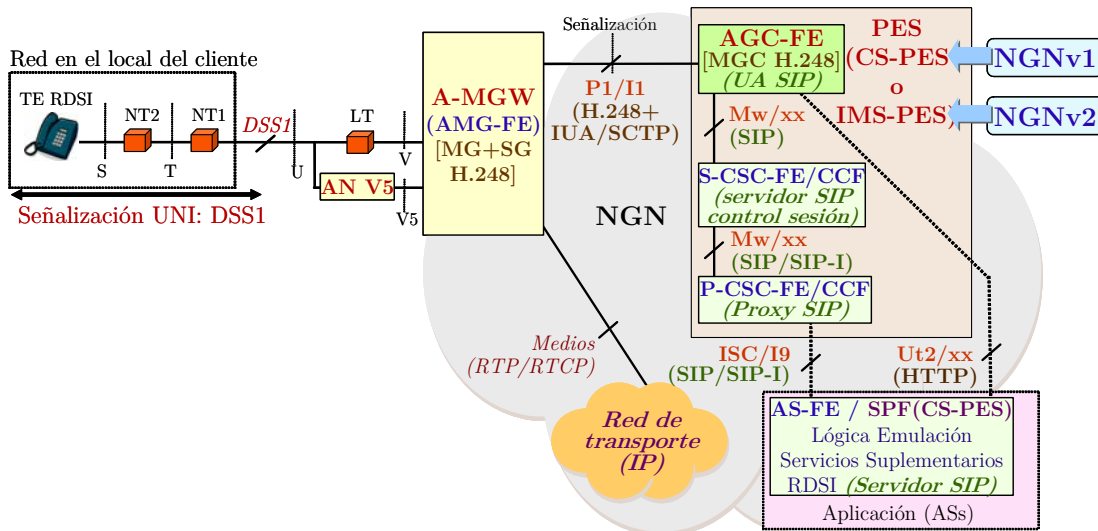 Red en el local del cliente
TE RDSI
NT2
NT1
S
T
DSS1
U
LT
V
AN V5
V5
Señalización UNI: DSS1
A-MGW
(AMG-FE)
[MG+SG
H.248]
Señalización
P1/I1
(H.248+
IUA/SCTP)
NGN
Medios
(RTP/RTCP)
Red de
transporte
(IP)
AGC-FE
[MGC H.248]
(UA SIP)
PES
(CS-PES
o
IMS-PES)
NGNv1
NGNv2
Mw/xx
(SIP)
S-CSC-FE/CCF
(servidor SIP
control sesión)
Mw/xx
(SIP/SIP-I)
P-CSC-FE/CCF
(Proxy SIP)
ISC/I9
(SIP/SIP-I)
Ut2/xx
(HTTP)
AS-FE / SPF(CS-PES)
Lógica Emulación
Servicios Suplementarios
RDSI (Servidor SIP)
Aplicación (ASs)